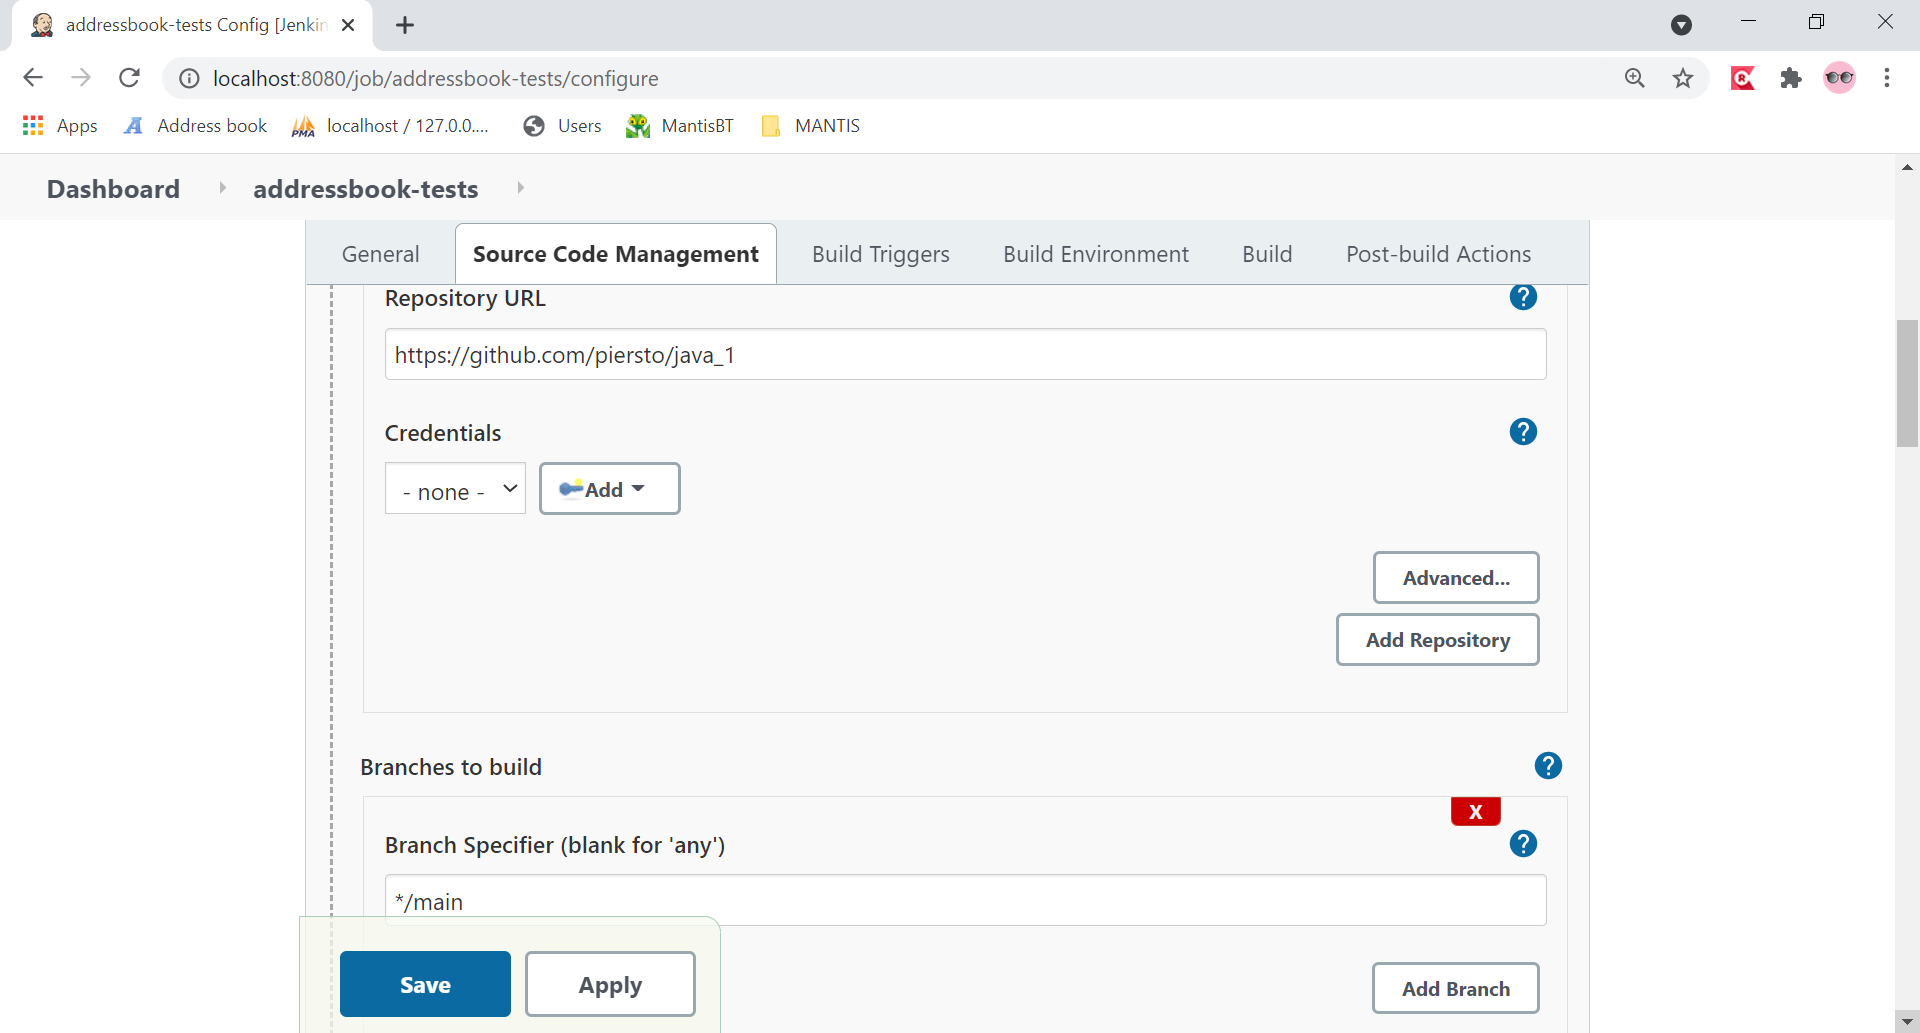 addressbook-tests Config [Jenkin
localhost:8080/job/addressbook-tests/configure
Apps Address book PMA localhost / 127.0.0.... Users MantisBT MANTIS
Dashboard addressbook-tests
General Source Code Management Build Triggers Build Environment Build Post-build Actions
Repository URL ?
https://github.com/piersto/java_1
Credentials ?
- none - Add
Advanced...
Add Repository
Branches to build ?
X
Branch Specifier (blank for 'any') ?
*/main
Save Apply Add Branch